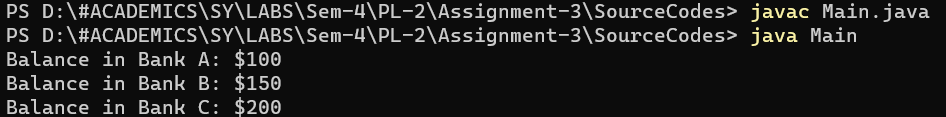 PS D:\#ACADEMICS\SY\LABS\Sem-4\PL-2\Assignment-3\SourceCodes> javac Main.java
PS D:\#ACADEMICS\SY\LABS\Sem-4\PL-2\Assignment-3\SourceCodes> java Main
Balance in Bank A: $100
Balance in Bank B: $150
Balance in Bank C: $200